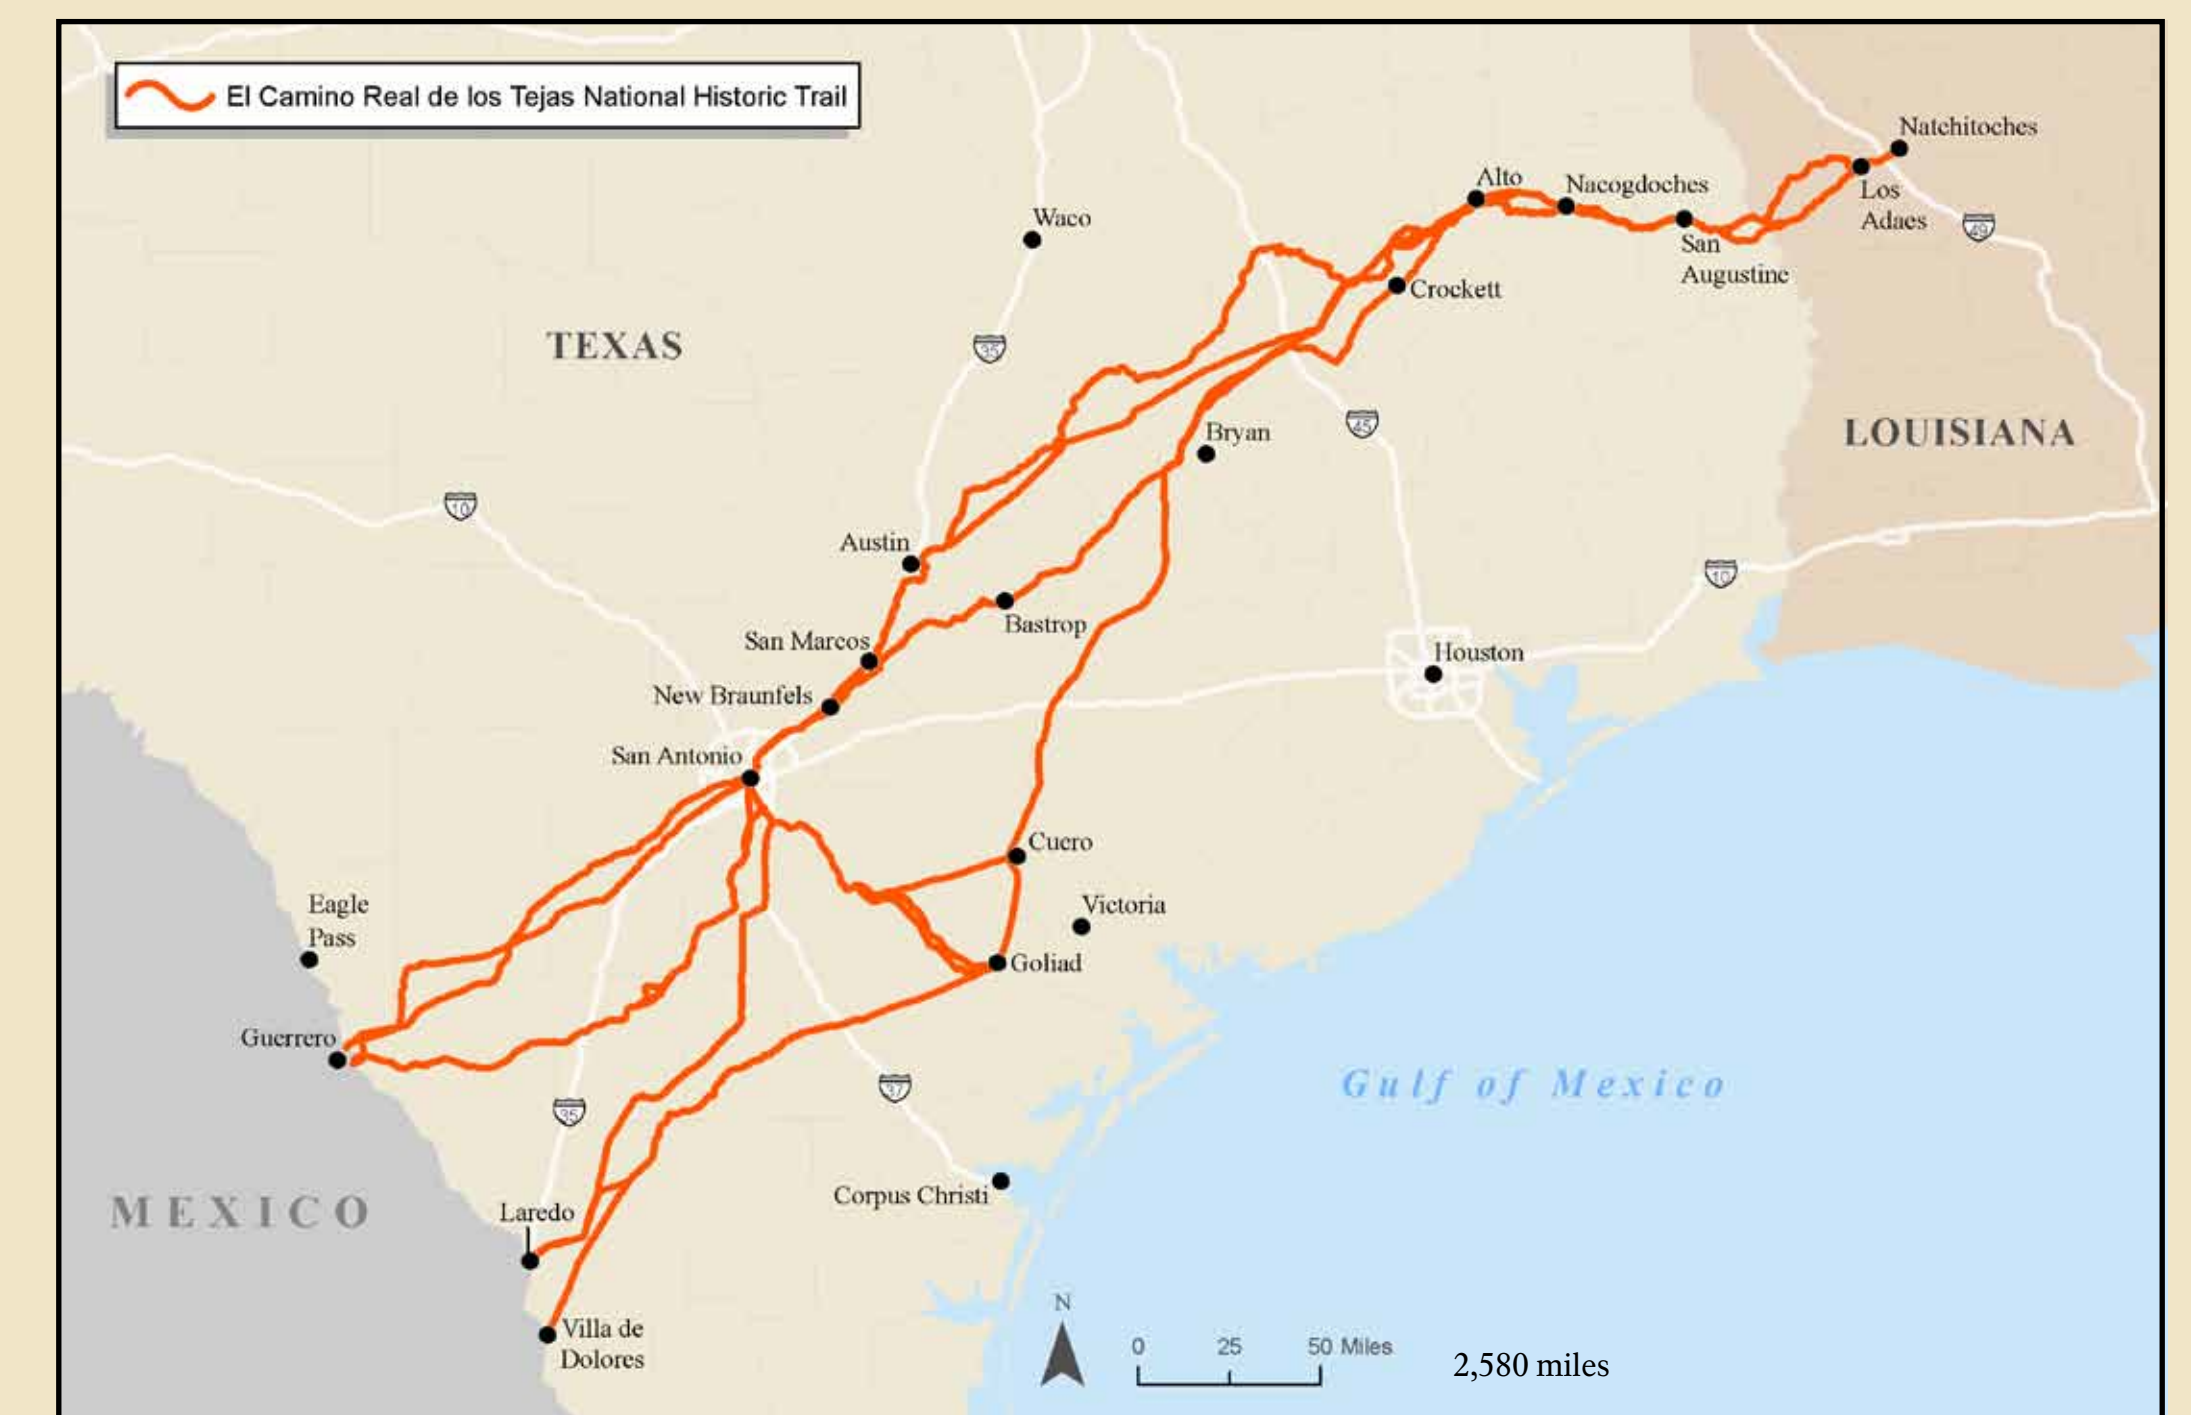 El Camino Real de los Tejas National Historic Trail
Natchitoches
Alto
Nacogdoches
Los
Adaes
Waco
49
San
Augustine
Crockett
TEXAS
35
LOUISIANA
45
Bryan
10
Austin
10
Bastrop
San Marcos
Houston
New Braunfels
San Antonio
Cuero
Eagle
Pass
Victoria
Goliad
Guerrero
Gulf of Mexico
37
35
MEXICO
Corpus Christi
Laredo
N
Villa de
Dolores
0 25 50 Miles
2,580 miles